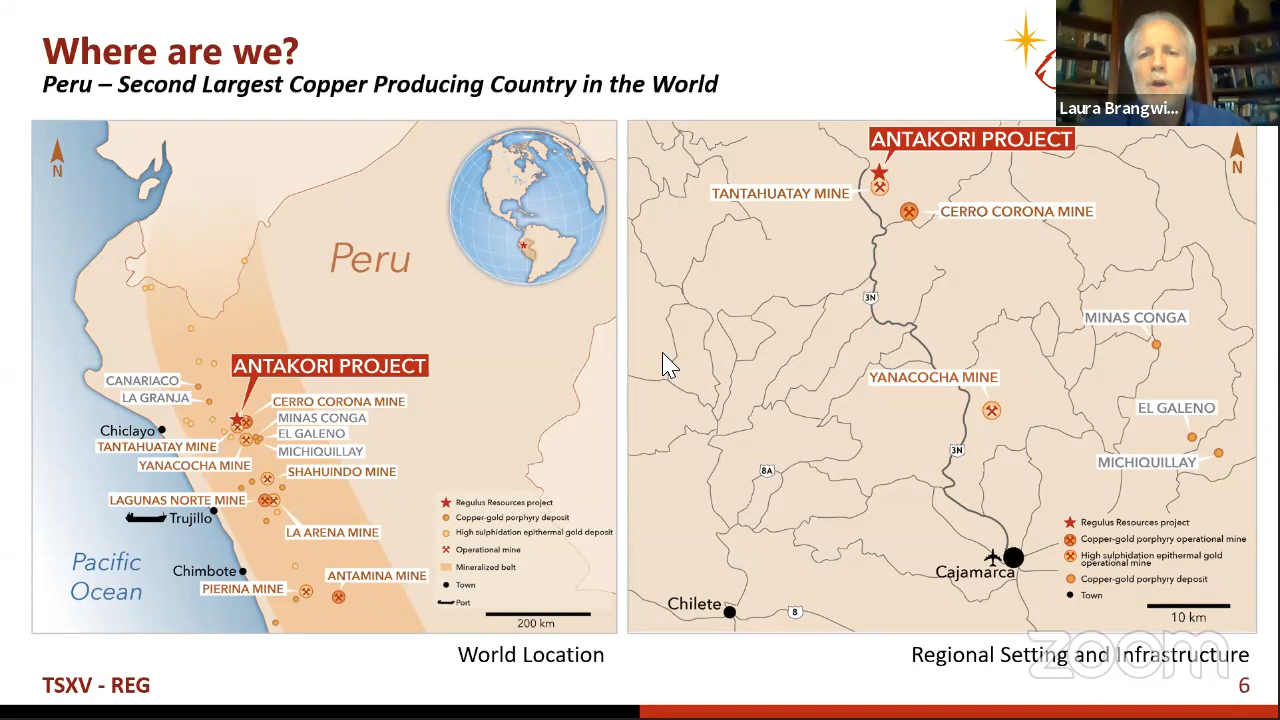 Where are we?
Peru – Second Largest Copper Producing Country in the World
Laura Brangwi...
N
Peru
ANTAKORI PROJECT
CANARIACO
LA GRANJA
CERRO CORONA MINE
MINAS CONGA
Chiclayo
EL GALENO
TANTAHUATAY MINE
MICHIQUILLAY
YANACOCHA MINE
SHAHUINDO MINE
LAGUNAS NORTE MINE
Trujillo
LA ARENA MINE
Pacific
Ocean
Chimbote
ANTAMINA MINE
PIERINA MINE
Regulus Resources project
Copper-gold porphyry deposit
High sulphidation epithermal gold deposit
Operational mine
Mineralized belt
Town
Port
200 km
World Location
ANTAKORI PROJECT
N
TANTAHUATAY MINE
CERRO CORONA MINE
3N
MINAS CONGA
YANACOCHA MINE
EL GALENO
3N
MICHIQUILLAY
8A
Cajamarca
Chilete
8
Regulus Resources project
Copper-gold porphyry operational mine
High sulphidation epithermal gold
operational mine
Copper-gold porphyry deposit
Town
10 km
Regional Setting and Infrastructure
zoom
TSXV - REG
6